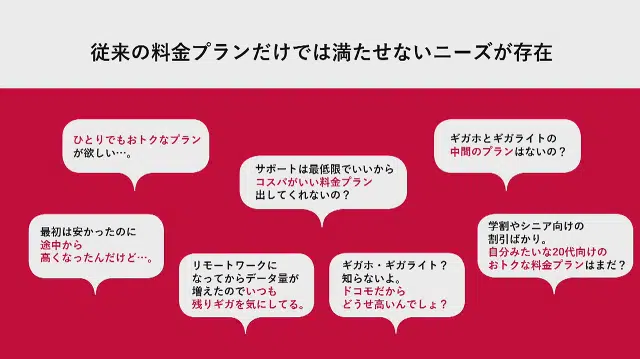 従来の料金プランだけでは満たせないニーズが存在
ひとりでもおトクなプラン
が欲しい…。
サポートは最低限でいいから
コスパがいい料金プラン
出してくれないの？
ギガホとギガライトの
中間のプランはないの？
最初は安かったのに
途中から
高くなったんだけど…。
リモートワークに
なってからデータ量が
増えたのでいつも
残りギガを気にしてる。
ギガホ・ギガライト？
知らないよ。
ドコモだから
どうせ高いんでしょ？
学割やシニア向けの
割引ばかり。
自分みたいな20代向けの
おトクな料金プランはまだ？